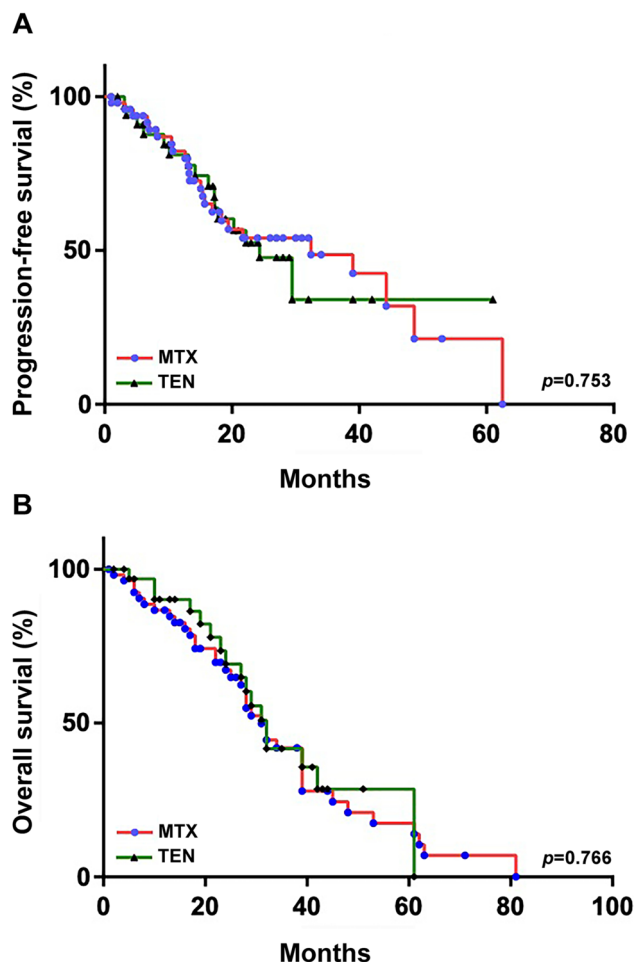 A
Progression-free survial (%)
100
50
0
MTX
TEN
p=0.753
0 20 40 60 80
Months
B
Overall survial (%)
100
50
0
MTX
TEN
p=0.766
0 20 40 60 80 100
Months